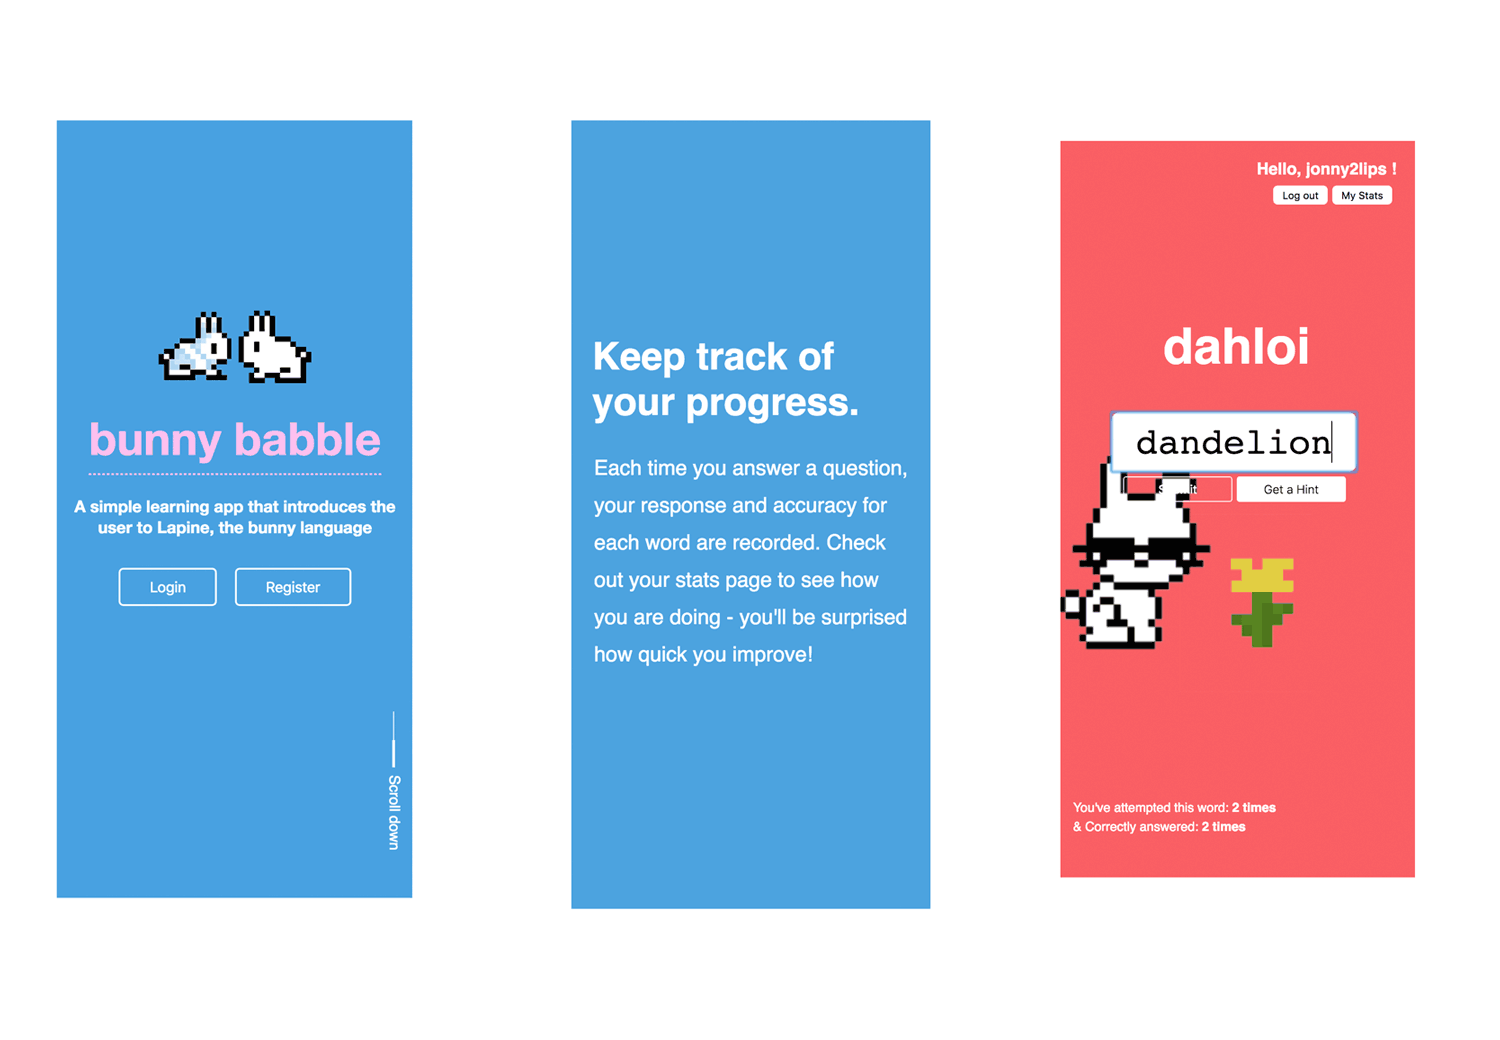 bunny babble
A simple learning app that introduces the
user to Lapine, the bunny language
Login
Register
Scroll down
Keep track of
your progress.
Each time you answer a question,
your response and accuracy for
each word are recorded. Check
out your stats page to see how
you are doing - you'll be surprised
how quick you improve!
Hello, jonny2lips !
Log out
My Stats
dahloi
dandelion
Get a Hint
You've attempted this word: 2 times
& Correctly answered: 2 times